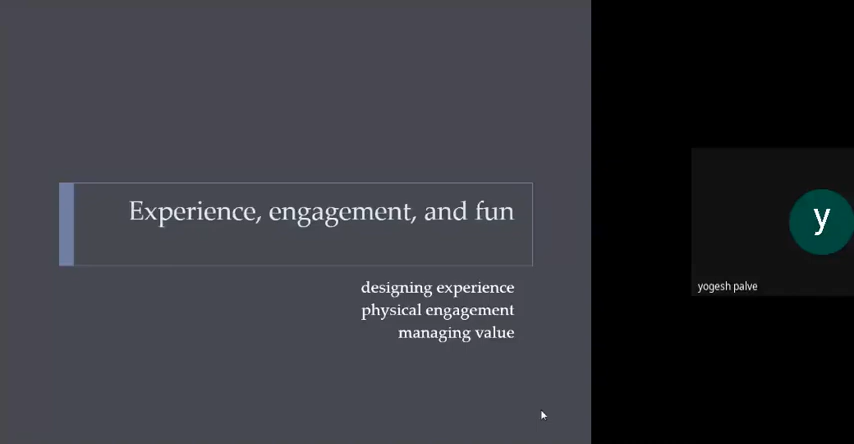 Experience, engagement, and fun
designing experience
physical engagement
managing value
y
yogesh palve